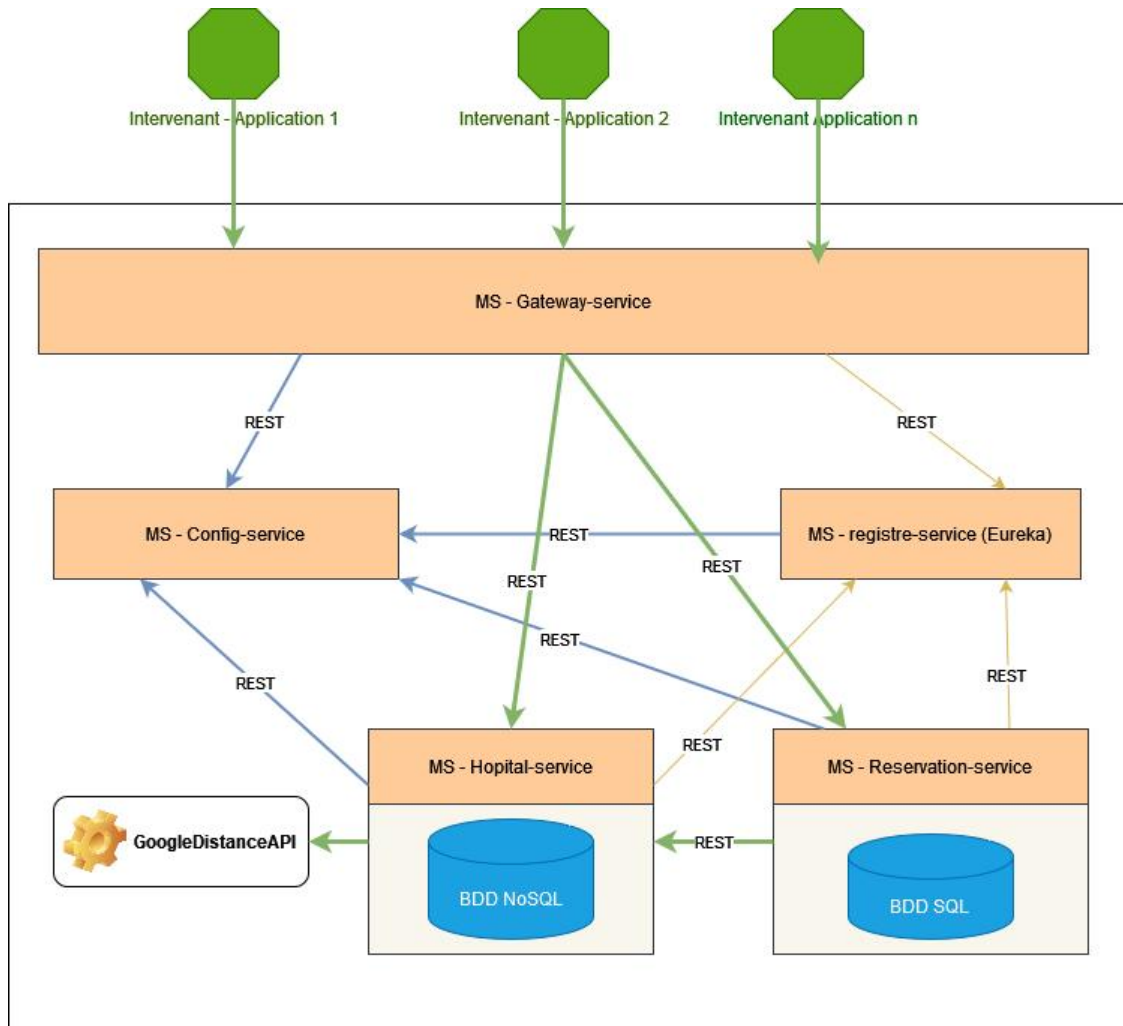 Intervenant - Application 1
Intervenant - Application 2
Intervenant Application n
MS - Gateway-service
REST
REST
MS - Config-service
REST
MS - registre-service (Eureka)
REST
REST
REST
REST
REST
REST
MS - Hopital-service
MS - Reservation-service
GoogleDistanceAPI
REST
BDD NoSQL
BDD SQL